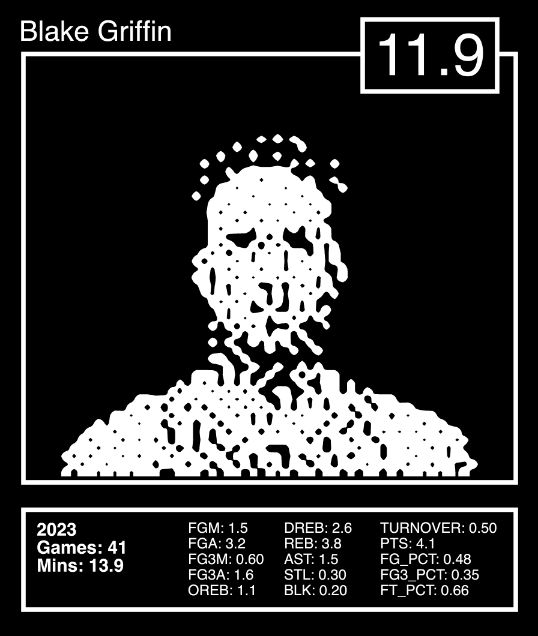 Blake Griffin
11.9
2023
Games: 41
Mins: 13.9
FGM: 1.5
FGA: 3.2
FG3M: 0.60
FG3A: 1.6
OREB: 1.1
DREB: 2.6
REB: 3.8
AST: 1.5
STL: 0.30
BLK: 0.20
TURNOVER: 0.50
PTS: 4.1
FG_PCT: 0.48
FG3_PCT: 0.35
FT_PCT: 0.66